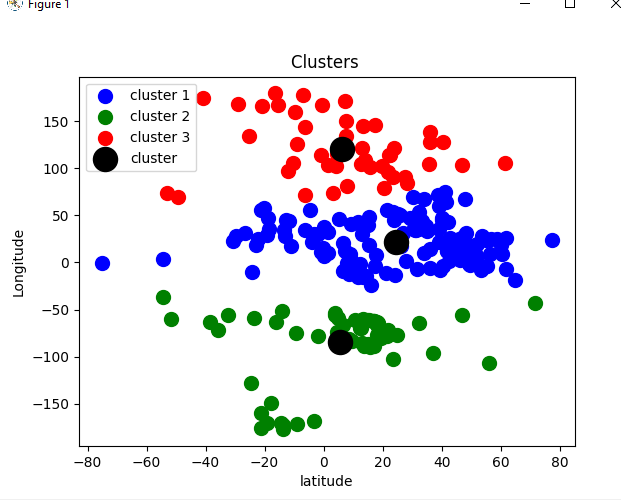 Figure 1
Clusters
cluster 1
cluster 2
cluster 3
cluster
Longitude
150
100
50
0
−50
−100
−150
−80 −60 −40 −20 0 20 40 60 80
latitude